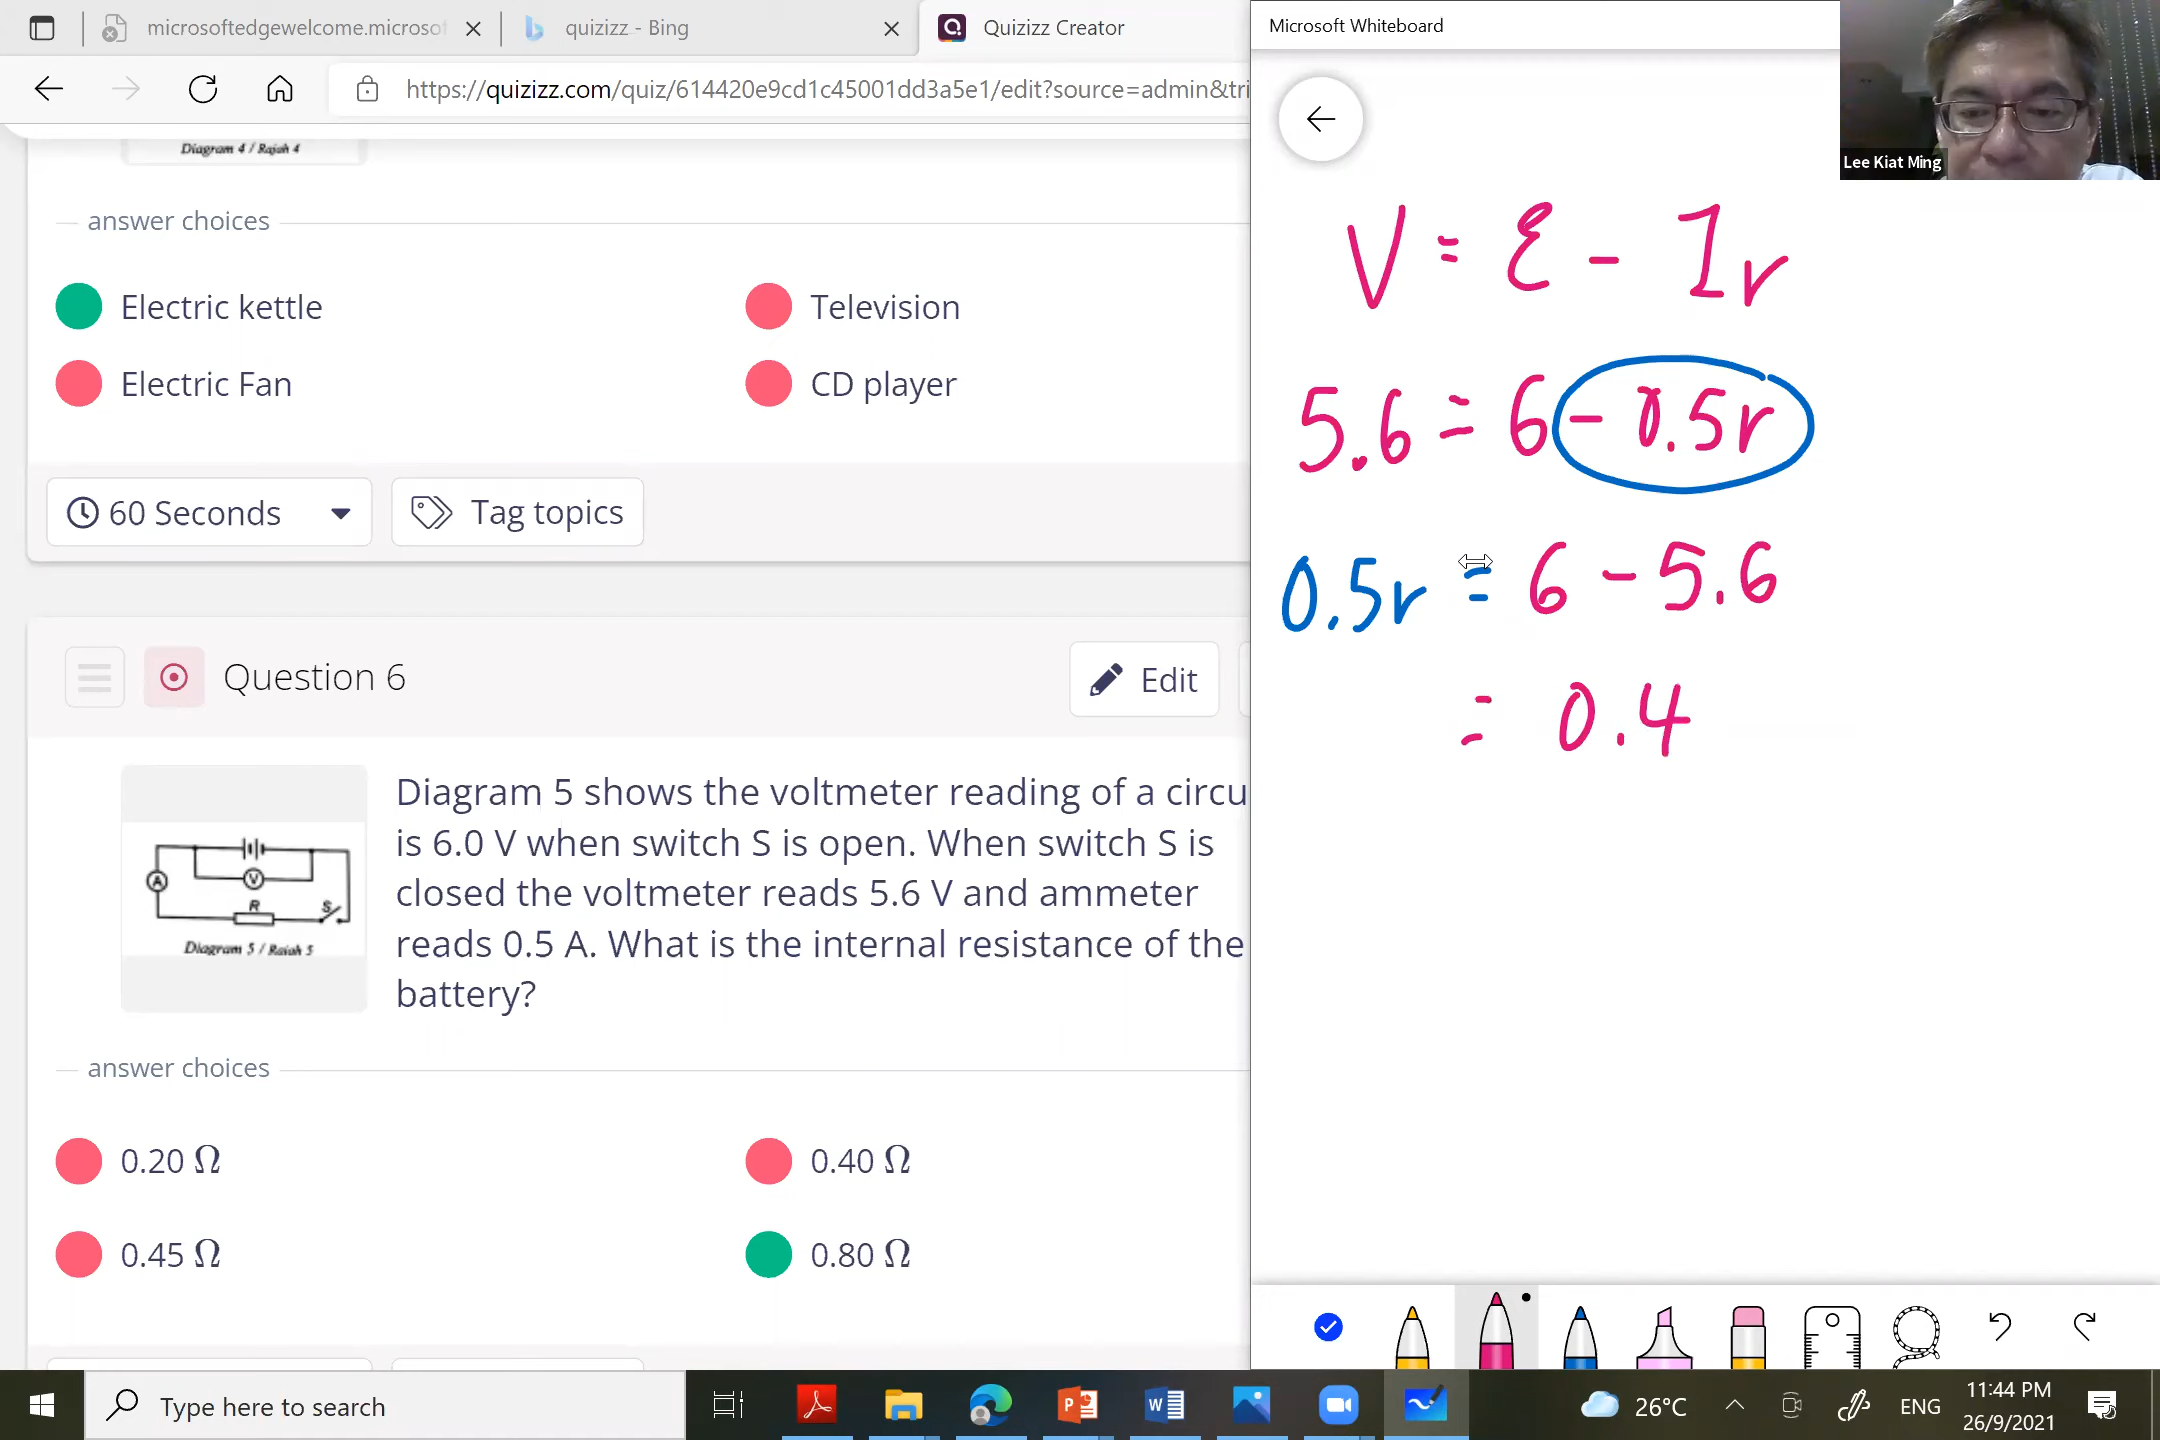 microsoftedgewelcome.microsof
quizizz - Bing
Quizizz Creator
https://quizizz.com/quiz/614420e9cd1c45001dd3a5e1/edit?source=admin&tri
Diagram 4 / Rajah 4
answer choices
Electric kettle
Television
Electric Fan
CD player
60 Seconds
Tag topics
Question 6
Edit
Diagram 5 shows the voltmeter reading of a circu
is 6.0 V when switch S is open. When switch S is
closed the voltmeter reads 5.6 V and ammeter
reads 0.5 A. What is the internal resistance of the
battery?
A
V
R
S
Diagram 5 / Rajah 5
answer choices
0.20 Ω
0.40 Ω
0.45 Ω
0.80 Ω
Microsoft Whiteboard
Lee Kiat Ming
V = Ɛ - Ir
5.6 = 6 - 0.5r
0.5r = 6 - 5.6
= 0.4
Type here to search
26°C
ENG
11:44 PM
26/9/2021